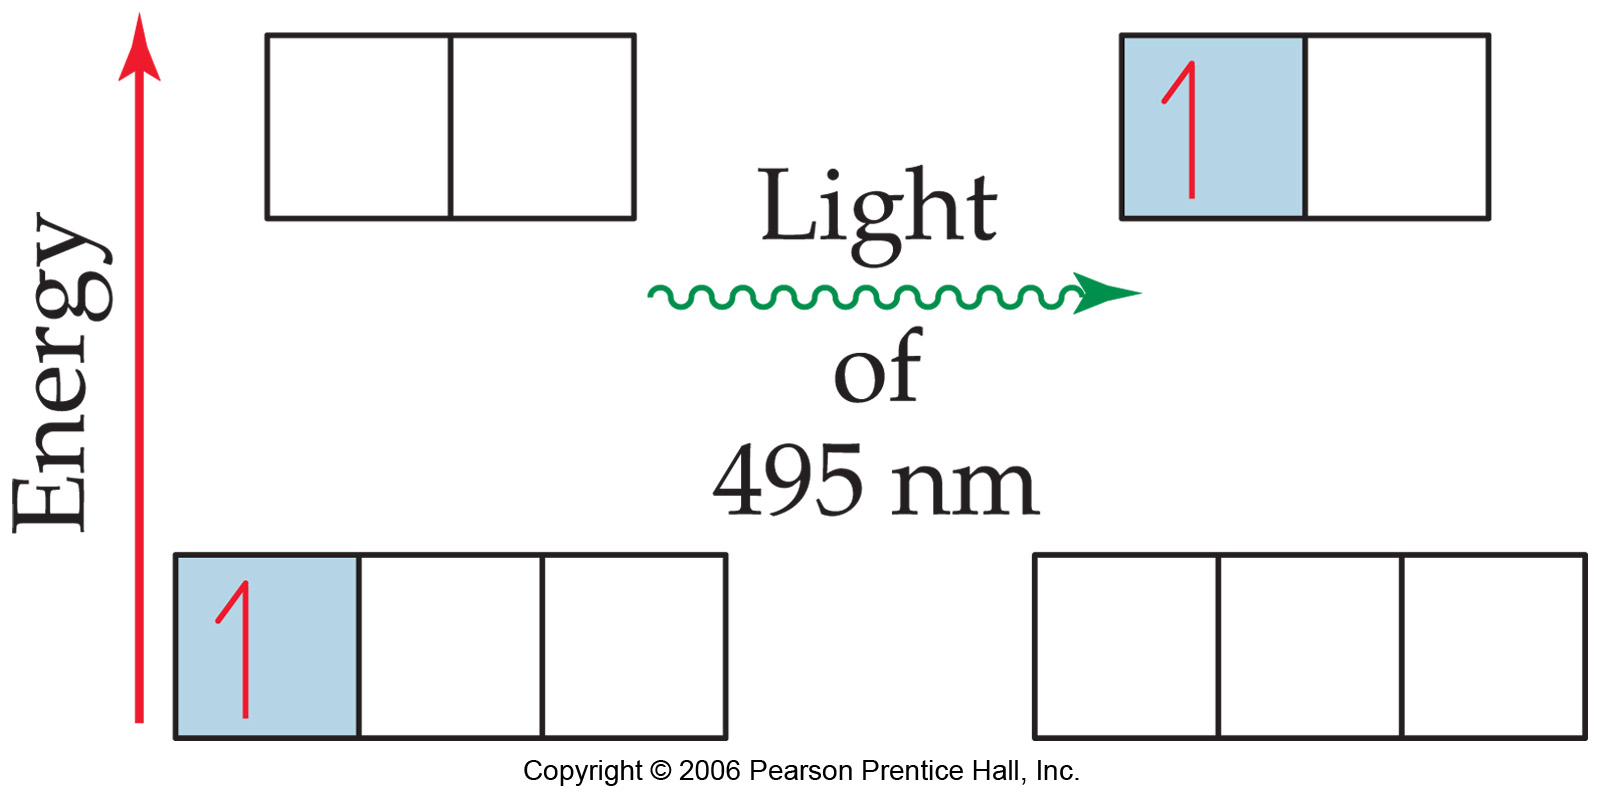 Energy
Light
of
495 nm
Copyright © 2006 Pearson Prentice Hall, Inc.